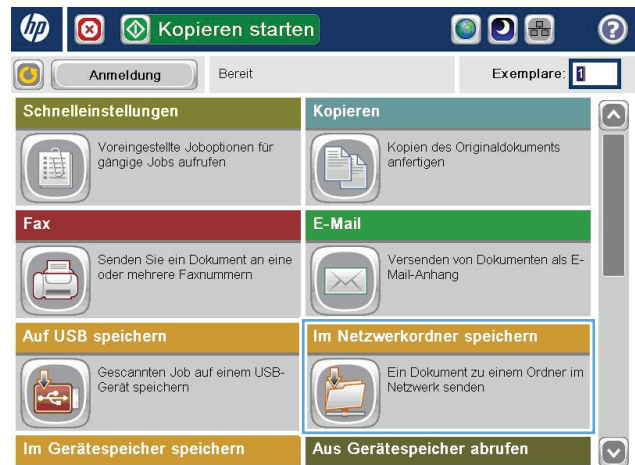 hp
Kopieren starten
?
Anmeldung
Bereit
Exemplare: 1
Schnelleinstellungen
Voreingestellte Joboptionen für
gängige Jobs aufrufen
Kopieren
Kopien des Originaldokuments
anfertigen
Fax
Senden Sie ein Dokument an eine
oder mehrere Faxnummern
E-Mail
Versenden von Dokumenten als E-
Mail-Anhang
Auf USB speichern
Gescannten Job auf einem USB-
Gerät speichern
Im Netzwerkordner speichern
Ein Dokument zu einem Ordner im
Netzwerk senden
Im Gerätespeicher speichern
Aus Gerätespeicher abrufen